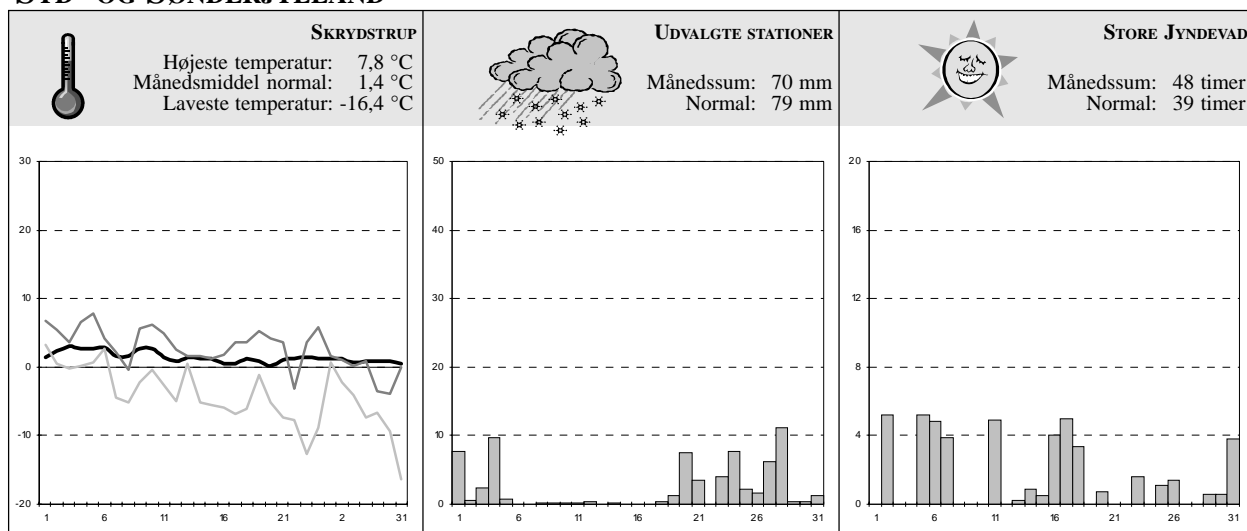 SYD- OG SØNDERJYLLAND
SKRYDSTRUP
Højeste temperatur: 7,8 °C
Månedsmiddel normal: 1,4 °C
Laveste temperatur: -16,4 °C
30
20
10
0
-10
-20
1 6 11 16 21 2 31
UDVALGTE STATIONER
Månedssum: 70 mm
Normal: 79 mm
50
40
30
20
10
0
1 6 11 16 21 26 31
STORE JYNDEVAD
Månedssum: 48 timer
Normal: 39 timer
20
16
12
8
4
0
1 6 11 16 21 26 31